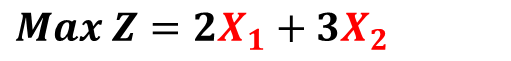 Max Z = 2X₁ + 3X₂